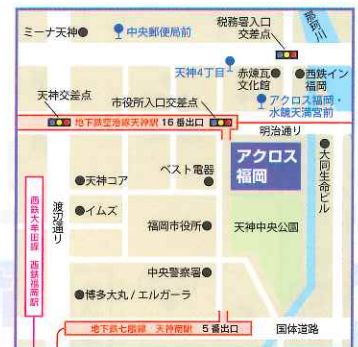 税務署入口
交差点
那珂川
ミーナ天神
中央郵便局前
天神4丁目
赤煉瓦
文化館
西鉄イン
福岡
アクロス福岡・
水鏡天満宮前
天神交差点
市役所入口交差点
地下鉄空港線天神駅 16番出口
明治通り
アクロス
福岡
大同生命ビル
ベスト電器
天神コア
渡辺通り
イムズ
福岡市役所
天神中央公園
西鉄大牟田線 西鉄福岡駅
中央警察署
博多大丸/エルガーラ
地下鉄七隈線 天神南駅 5番出口
国体道路